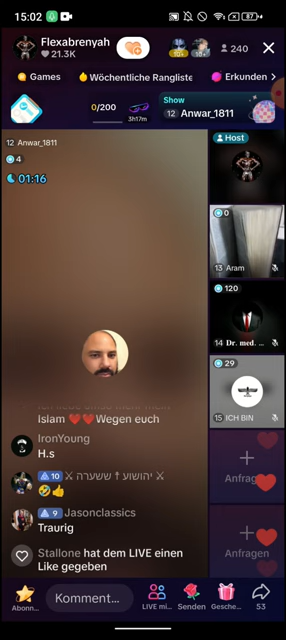 15:02
87
Flexabrenyah
21.3K
10+
10+
240
Games
Wöchentliche Rangliste
Erkunden
0/200
3h17m
Show
12 Anwar_1811
12 Anwar_1811
4
01:16
Host
0
13 Aram
120
14 Dr. med. ...
29
15 ICH BIN
Islam ❤️❤️Wegen euch
IronYoung
H.s
10 ⚔ יהושוע † ששערה ⚔
🤣👍
9 Jasonclassics
Traurig
Stallone hat dem LIVE einen
Like gegeben
Anfragen
Abonn...
Komment...
LIVE mi...
Senden
Gesche...
53